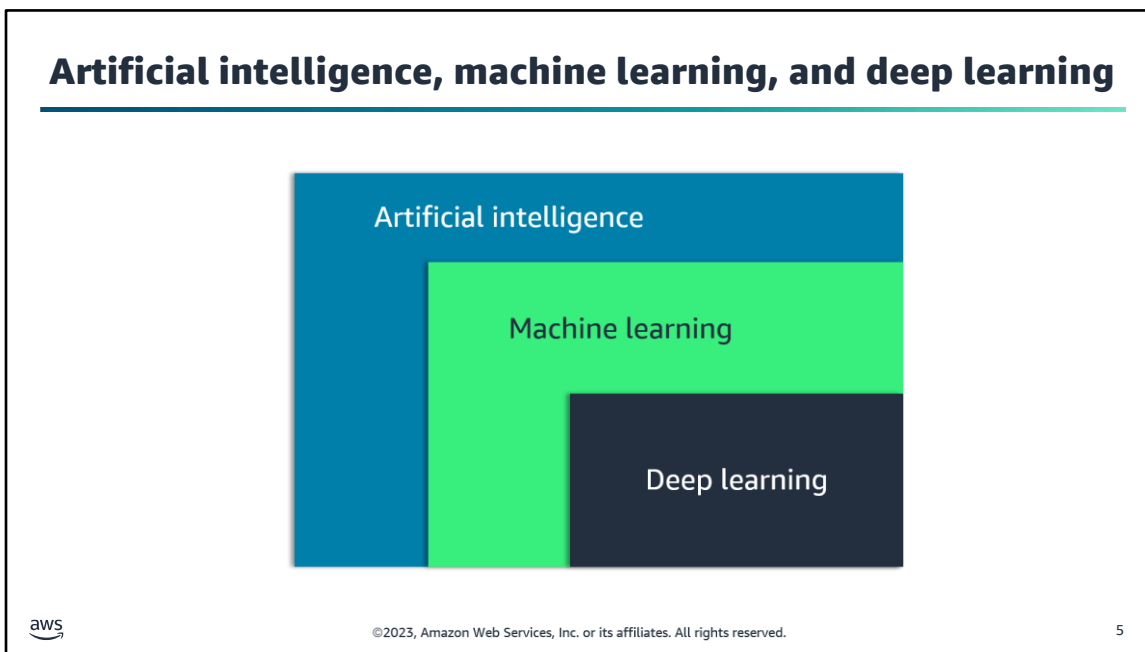 Artificial intelligence, machine learning, and deep learning
Artificial intelligence
Machine learning
Deep learning
aws
©2023, Amazon Web Services, Inc. or its affiliates. All rights reserved.
5